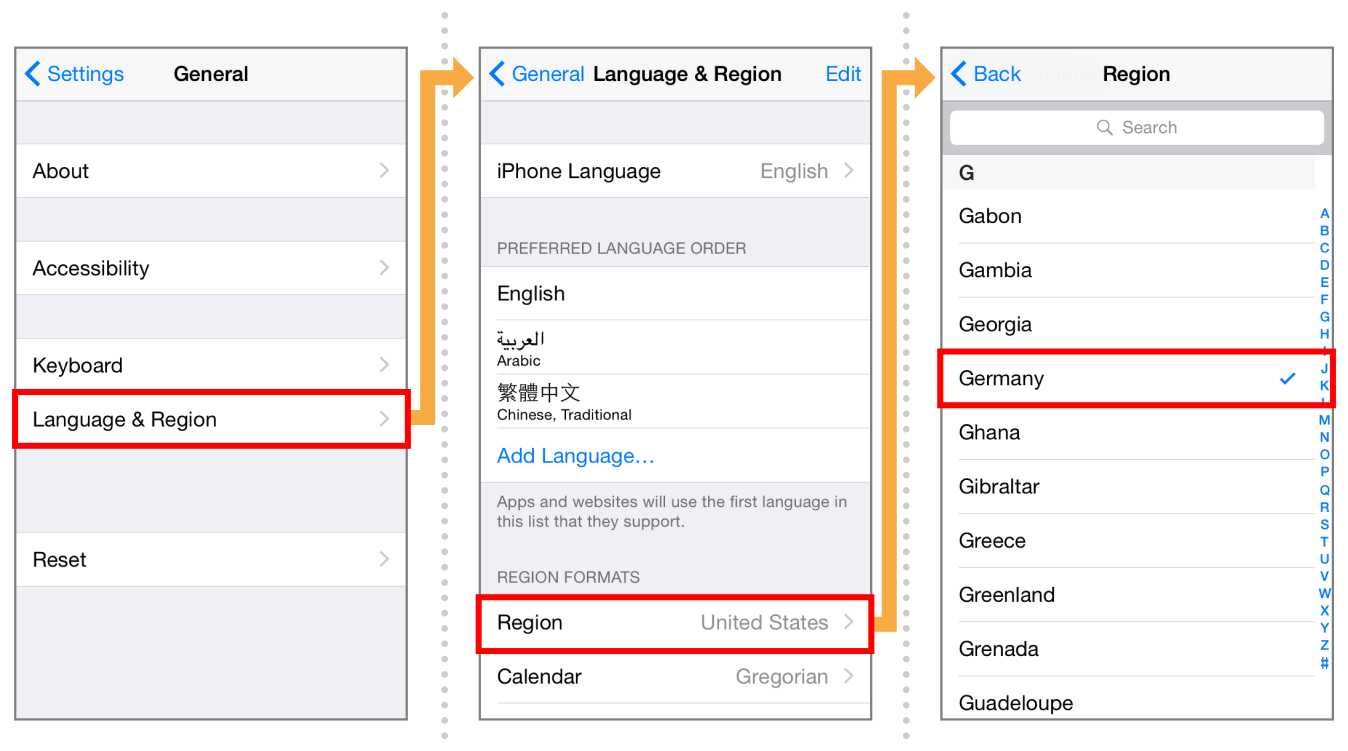 Settings
General
About
Accessibility
Keyboard
Language & Region
Reset
General
Language & Region
Edit
iPhone Language
English
PREFERRED LANGUAGE ORDER
English
العربية
Arabic
繁體中文
Chinese, Traditional
Add Language…
Apps and websites will use the first language in
this list that they support.
REGION FORMATS
Region
United States
Calendar
Gregorian
Back
Region
Search
G
Gabon
Gambia
Georgia
Germany
Ghana
Gibraltar
Greece
Greenland
Grenada
Guadeloupe
A
B
C
D
E
F
G
H
J
K
M
N
O
P
Q
R
S
T
U
V
W
X
Y
Z
#